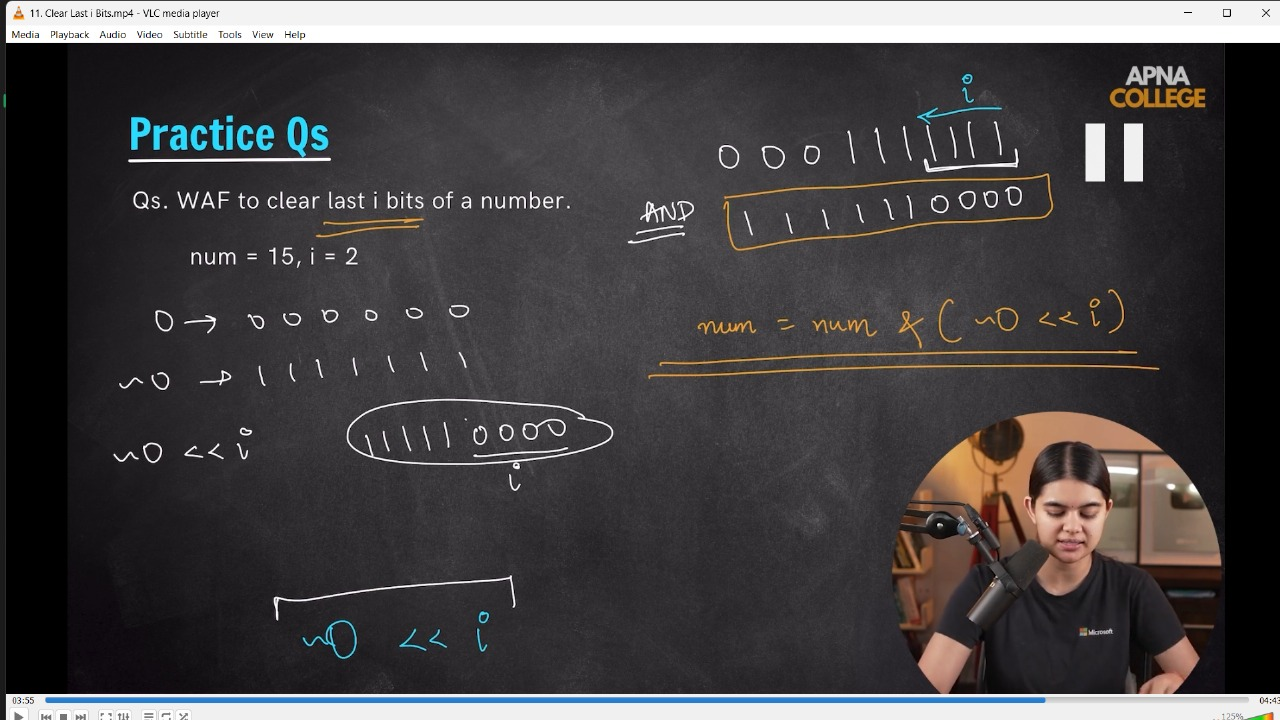 11. Clear Last i Bits.mp4 - VLC media player
Media Playback Audio Video Subtitle Tools View Help
APNA
COLLEGE
Practice Qs
Qs. WAF to clear last i bits of a number.
num = 15, i = 2
i
0 0 0 1 1 1 1 1 1 1
AND
1 1 1 1 1 1 0 0 0 0
0 → 0 0 0 0 0 0
~0 → 1 1 1 1 1 1 1
~0 << i
1 1 1 1 1 0 0 0 0
i
num = num & ( ~0 << i )
~0 << i
Microsoft
03:55
04:43
125%